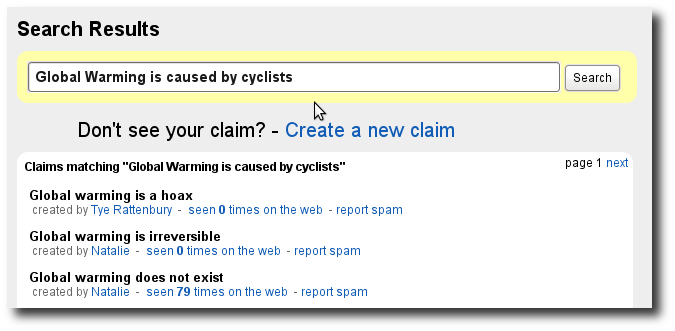 Search Results
Global Warming is caused by cyclists
Search
Don't see your claim? - Create a new claim
Claims matching "Global Warming is caused by cyclists"
page 1 next
Global warming is a hoax
created by Tye Rattenbury - seen 0 times on the web - report spam
Global warming is irreversible
created by Natalie - seen 0 times on the web - report spam
Global warming does not exist
created by Natalie - seen 79 times on the web - report spam